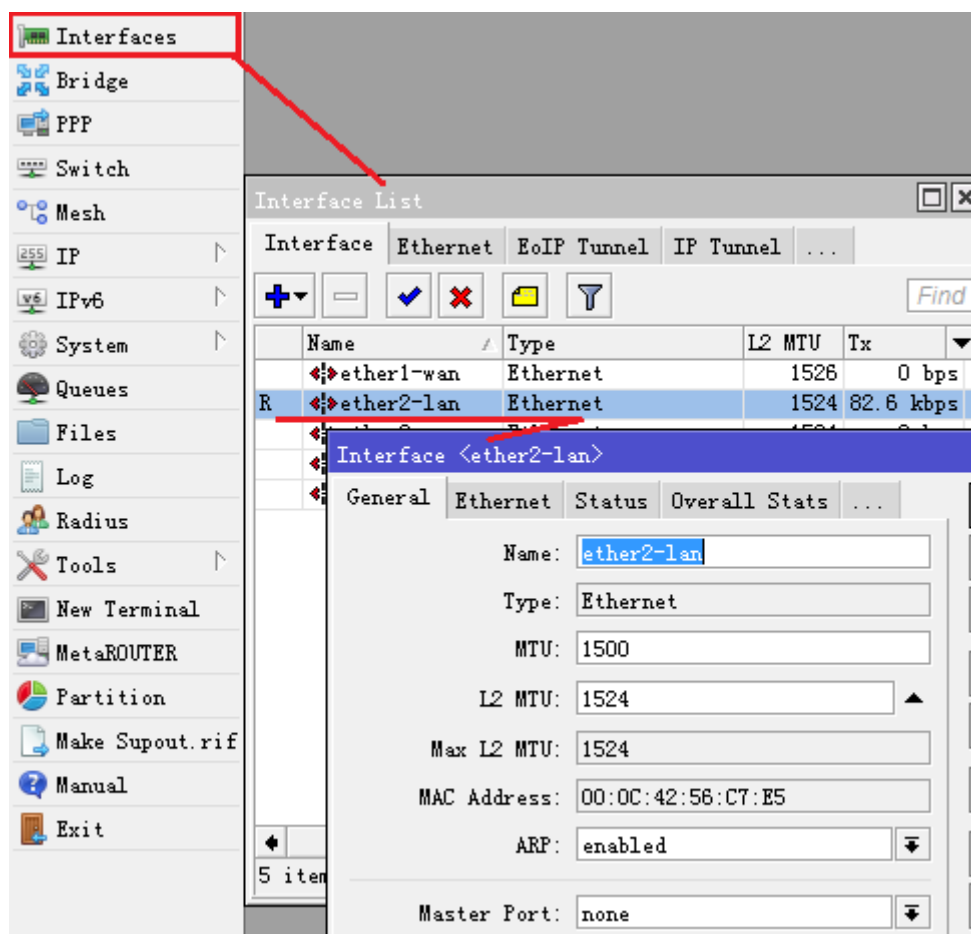 Interfaces
Bridge
PPP
Switch
Mesh
255 IP
v6 IPv6
System
Queues
Files
Log
Radius
Tools
New Terminal
MetaROUTER
Partition
Make Supout.rif
Manual
Exit
Interface List
Interface Ethernet EoIP Tunnel IP Tunnel ...
Find
Name Type L2 MTU Tx
ether1-wan Ethernet 1526 0 bps
R ether2-lan Ethernet 1524 82.6 kbps
Interface <ether2-lan>
General Ethernet Status Overall Stats ...
Name: ether2-lan
Type: Ethernet
MTU: 1500
L2 MTU: 1524
Max L2 MTU: 1524
MAC Address: 00:0C:42:56:C7:E5
ARP: enabled
Master Port: none
5 item